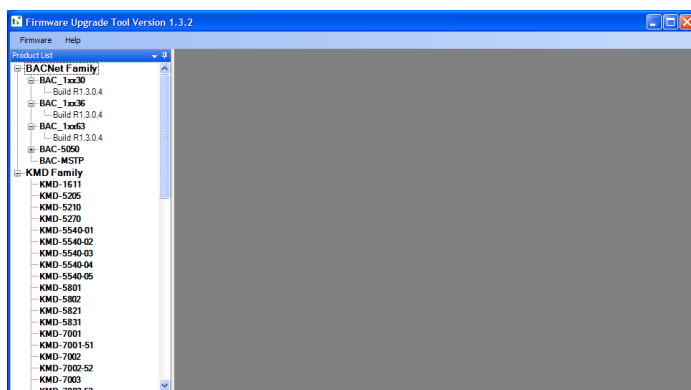 Firmware Upgrade Tool Version 1.3.2
Firmware Help
Product List
BACNet Family
BAC_1xx30
Build R1.3.0.4
BAC_1xx36
Build R1.3.0.4
BAC_1xx63
Build R1.3.0.4
BAC-5050
BAC-MSTP
KMD Family
KMD-1611
KMD-5205
KMD-5210
KMD-5270
KMD-5540-01
KMD-5540-02
KMD-5540-03
KMD-5540-04
KMD-5540-05
KMD-5801
KMD-5802
KMD-5821
KMD-5831
KMD-7001
KMD-7001-51
KMD-7002
KMD-7002-52
KMD-7003